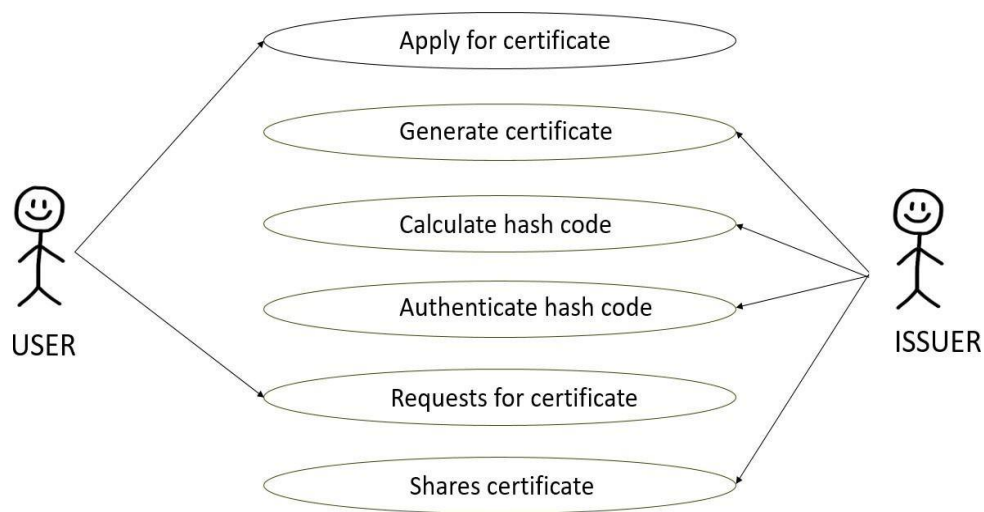 Apply for certificate
Generate certificate
Calculate hash code
Authenticate hash code
USER
ISSUER
Requests for certificate
Shares certificate